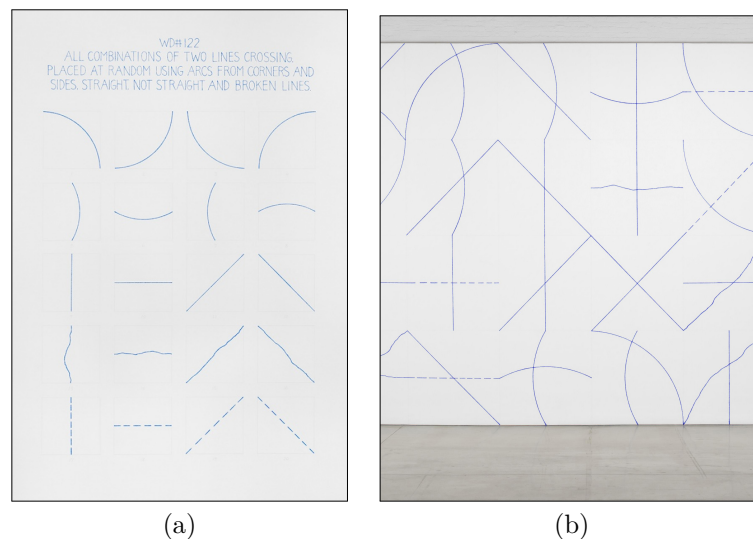 WD#122
ALL COMBINATIONS OF TWO LINES CROSSING,
PLACED AT RANDOM USING ARCS FROM CORNERS AND
SIDES, STRAIGHT, NOT STRAIGHT AND BROKEN LINES.
(a)
(b)